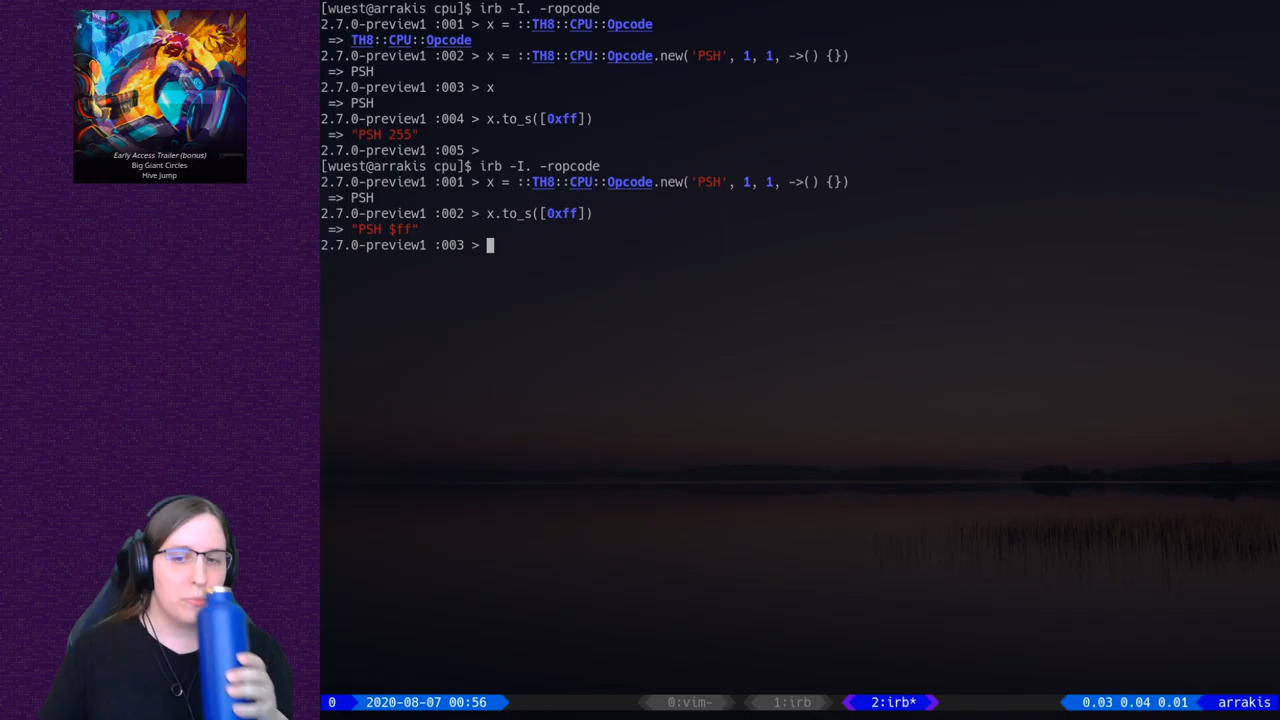 Early Access Trailer (bonus)
Big Giant Circles
Hive Jump
[wuest@arrakis cpu]$ irb -I. -ropcode
2.7.0-preview1 :001 > x = ::TH8::CPU::Opcode
=> TH8::CPU::Opcode
2.7.0-preview1 :002 > x = ::TH8::CPU::Opcode.new('PSH', 1, 1, ->() {})
=> PSH
2.7.0-preview1 :003 > x
=> PSH
2.7.0-preview1 :004 > x.to_s([0xff])
=> "PSH 255"
2.7.0-preview1 :005 >
[wuest@arrakis cpu]$ irb -I. -ropcode
2.7.0-preview1 :001 > x = ::TH8::CPU::Opcode.new('PSH', 1, 1, ->() {})
=> PSH
2.7.0-preview1 :002 > x.to_s([0xff])
=> "PSH $ff"
2.7.0-preview1 :003 >
0 2020-08-07 00:56 0:vim- 1:irb 2:irb* 0.03 0.04 0.01 arrakis